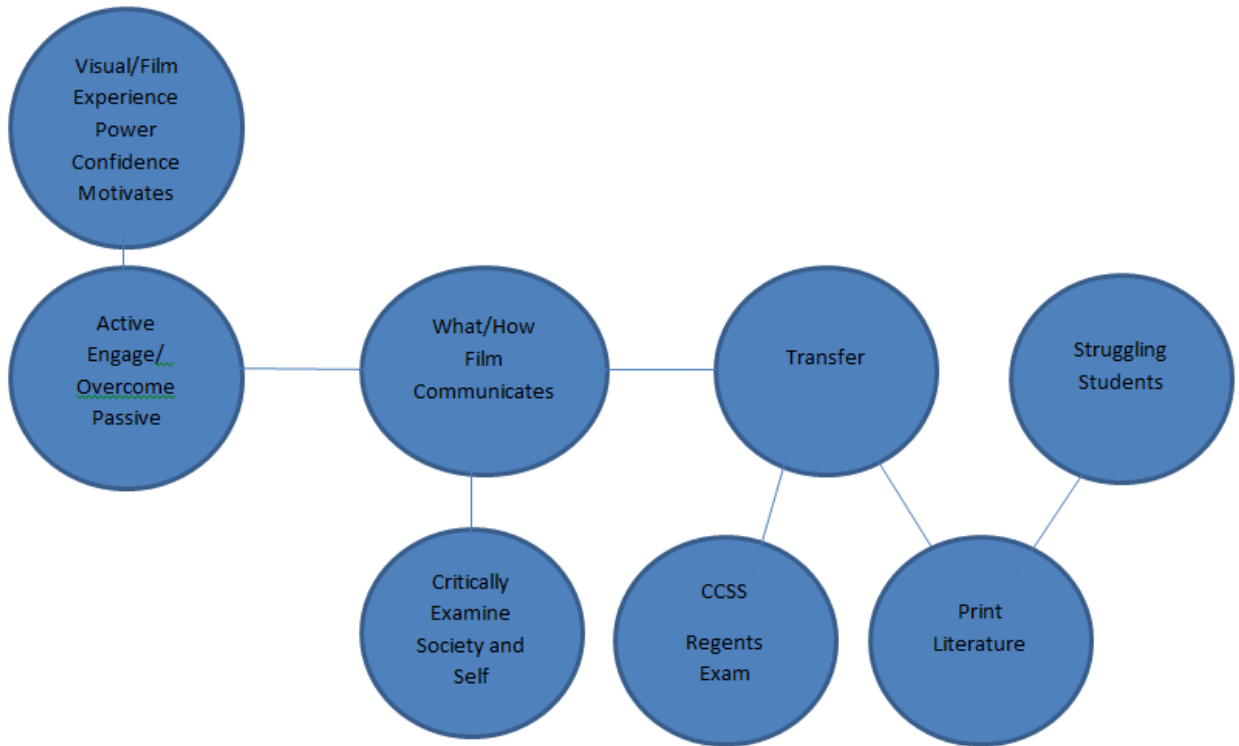 Visual/Film
Experience
Power
Confidence
Motivates
Active
Engage/
Overcome
Passive
What/How
Film
Communicates
Transfer
Struggling
Students
Critically
Examine
Society and
Self
CCSS
Regents
Exam
Print
Literature